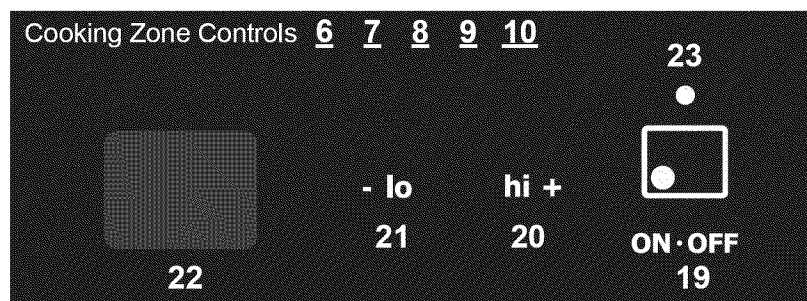 Cooking Zone Controls 6 7 8 9 10
23
- lo hi +
21 20 ON·OFF
22 19